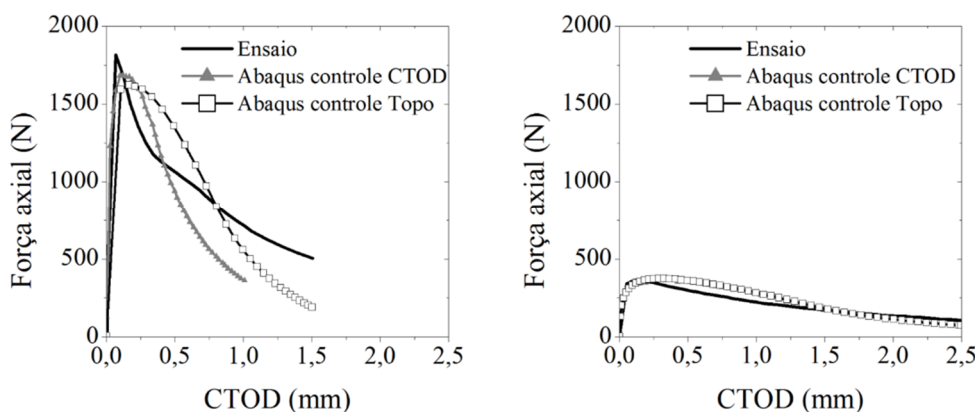 2000
1500
1000
500
0
Força axial (N)
Ensaio
Abaqus controle CTOD
Abaqus controle Topo
0,0 0,5 1,0 1,5 2,0 2,5
CTOD (mm)
2000
1500
1000
500
0
Força axial (N)
Ensaio
Abaqus controle CTOD
Abaqus controle Topo
0,0 0,5 1,0 1,5 2,0 2,5
CTOD (mm)